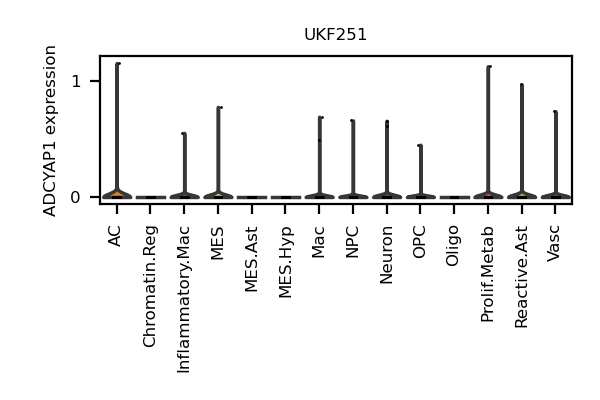 UKF251
ADCYAP1 expression
1
0
AC
Chromatin.Reg
Inflammatory.Mac
MES
MES.Ast
MES.Hyp
Mac
NPC
Neuron
OPC
Oligo
Prolif.Metab
Reactive.Ast
Vasc